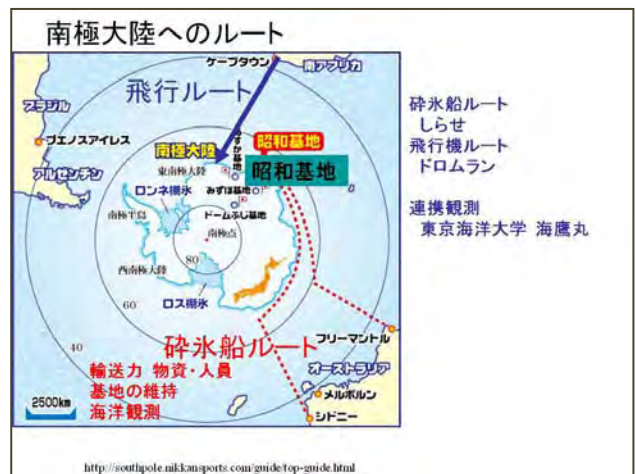 南極大陸へのルート
ケープタウン
南アフリカ
飛行ルート
ブラジル
ブエノスアイレス
アルゼンチン
南極大陸
昭和基地
昭和基地
東南極大陸
あすか基地
みずほ基地
ロンネ棚氷
ドームふじ基地
南極半島
南極点
80
西南極大陸
ロス棚氷
60
40
砕氷船ルート
フリーマントル
オーストラリア
メルボルン
シドニー
輸送力 物資・人員
基地の維持
海洋観測
2500km
砕氷船ルート
しらせ
飛行機ルート
ドロムラン
連携観測
東京海洋大学 海鷹丸
http://southpole.nikkansports.com/guide/top-guide.html